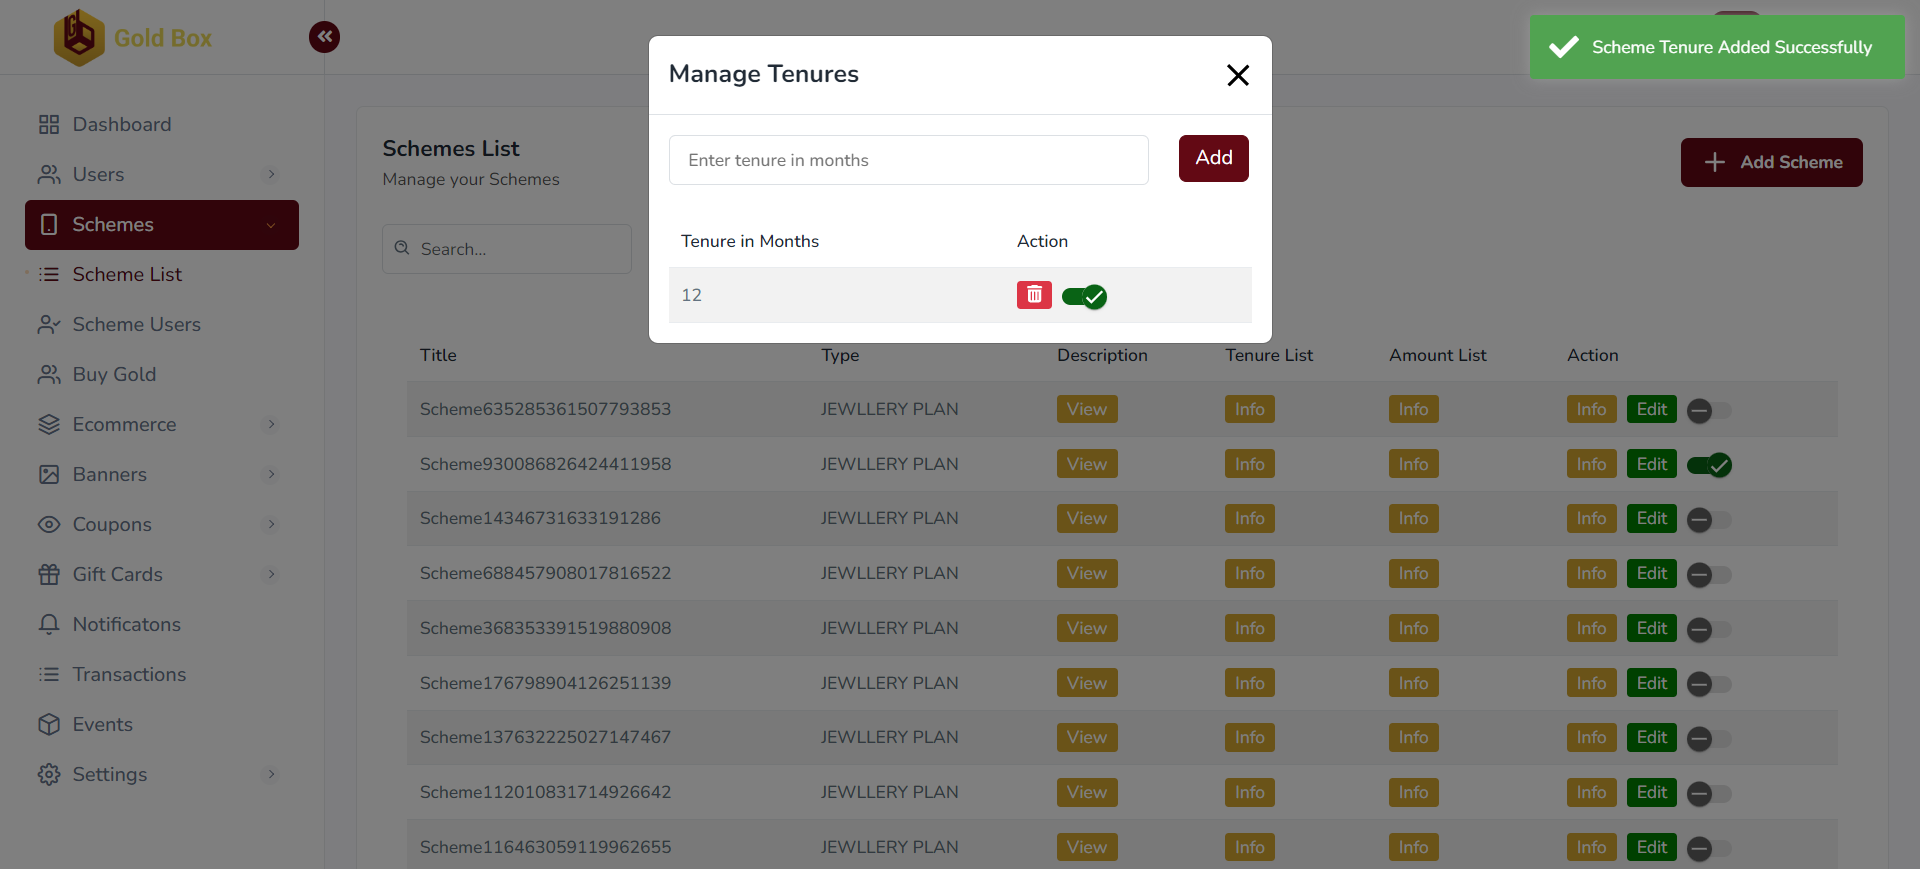 Gold Box
Scheme Tenure Added Successfully
Manage Tenures
Enter tenure in months
Add
Tenure in Months Action
12
Dashboard
Users
Schemes
Scheme List
Scheme Users
Buy Gold
Ecommerce
Banners
Coupons
Gift Cards
Notificatons
Transactions
Events
Settings
Schemes List
Manage your Schemes
Add Scheme
Search...
Title Type Description Tenure List Amount List Action
Scheme635285361507793853 JEWLLERY PLAN View Info Info Info Edit
Scheme930086826424411958 JEWLLERY PLAN View Info Info Info Edit
Scheme14346731633191286 JEWLLERY PLAN View Info Info Info Edit
Scheme688457908017816522 JEWLLERY PLAN View Info Info Info Edit
Scheme368353391519880908 JEWLLERY PLAN View Info Info Info Edit
Scheme176798904126251139 JEWLLERY PLAN View Info Info Info Edit
Scheme137632225027147467 JEWLLERY PLAN View Info Info Info Edit
Scheme112010831714926642 JEWLLERY PLAN View Info Info Info Edit
Scheme116463059119962655 JEWLLERY PLAN View Info Info Info Edit